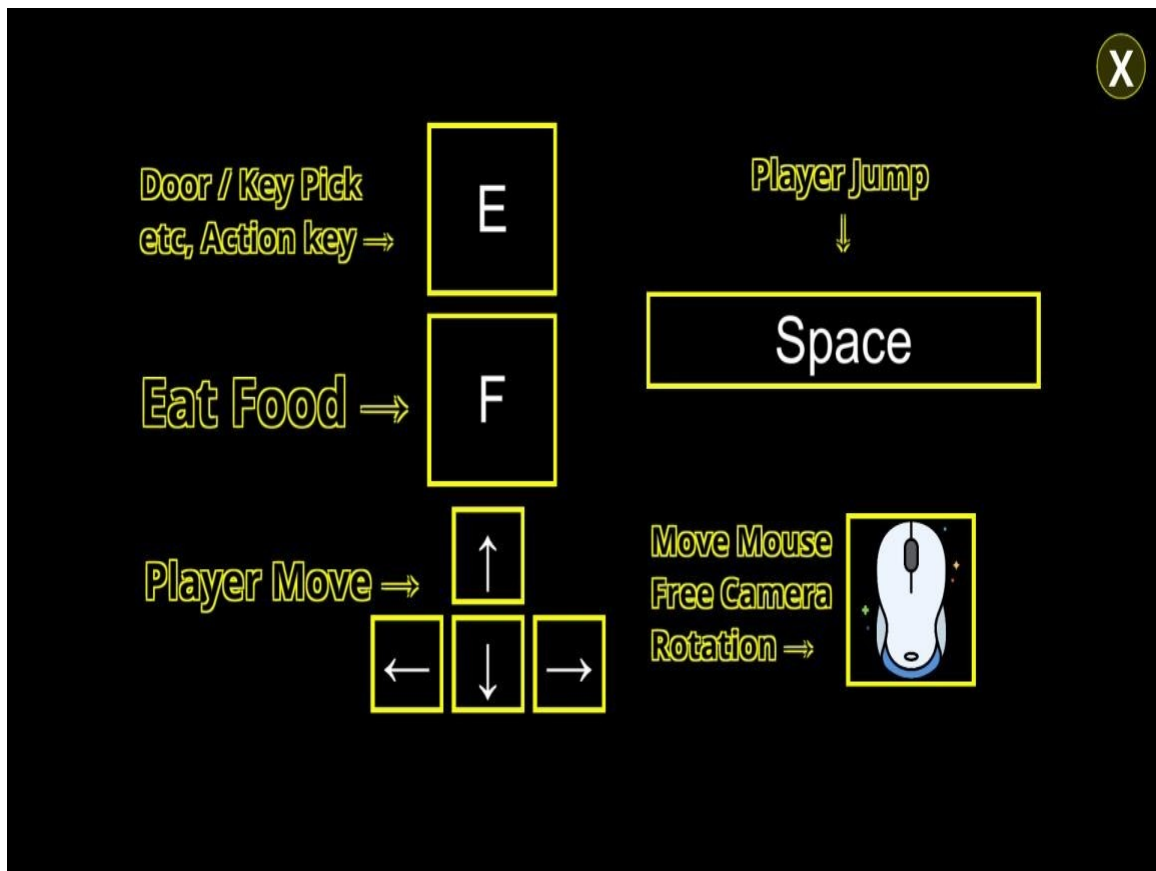 X
Door / Key Pick
etc, Action key ⇒
E
Player Jump
⇓
Space
Eat Food ⇒
F
Player Move ⇒
↑
← ↓ →
Move Mouse
Free Camera
Rotation ⇒